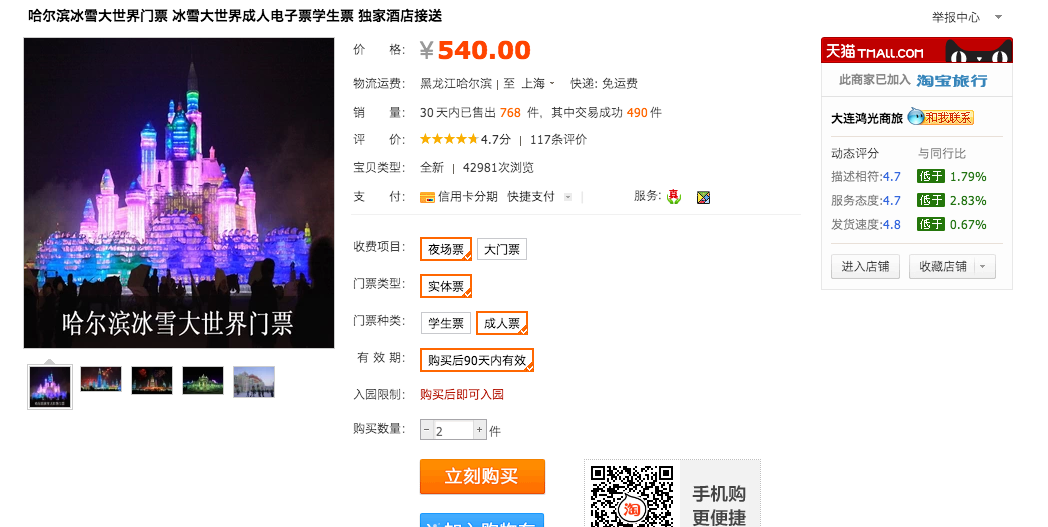 哈尔滨冰雪大世界门票 冰雪大世界成人电子票学生票 独家酒店接送
举报中心
哈尔滨冰雪大世界门票
价 格: ¥540.00
物流运费: 黑龙江哈尔滨 | 至 上海 快递: 免运费
销 量: 30天内已售出 768 件,其中交易成功 490 件
评 价: 4.7分 | 117条评价
宝贝类型: 全新 | 42981次浏览
支 付: 信用卡分期 快捷支付 服务: 真
收费项目: 夜场票 大门票
门票类型: 实体票
门票种类: 学生票 成人票
有 效 期: 购买后90天内有效
入园限制: 购买后即可入园
购买数量: − 2 + 件
立刻购买
加入购物车
淘
手机购
更便捷
天猫 TMALL.COM
此商家已加入 淘宝旅行
大连鸿光商旅 和我联系
动态评分 与同行比
描述相符:4.7 低于 1.79%
服务态度:4.7 低于 2.83%
发货速度:4.8 低于 0.67%
进入店铺 收藏店铺